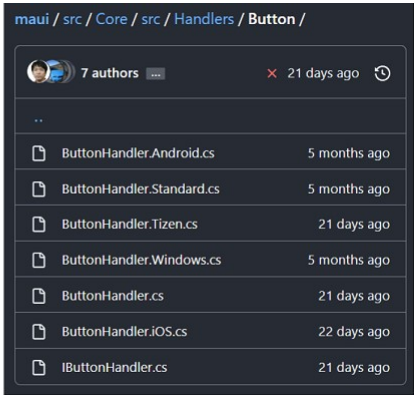 maui / src / Core / src / Handlers / Button /
7 authors ... × 21 days ago
..
ButtonHandler.Android.cs 5 months ago
ButtonHandler.Standard.cs 5 months ago
ButtonHandler.Tizen.cs 21 days ago
ButtonHandler.Windows.cs 5 months ago
ButtonHandler.cs 21 days ago
ButtonHandler.iOS.cs 22 days ago
IButtonHandler.cs 21 days ago